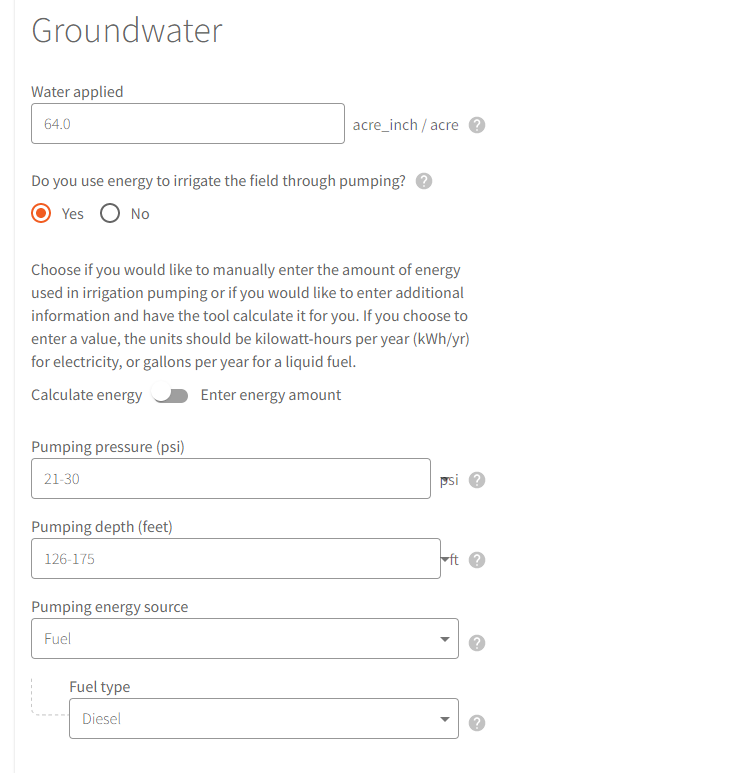 Groundwater
Water applied
64.0
acre_inch / acre ?
Do you use energy to irrigate the field through pumping? ?
Yes No
Choose if you would like to manually enter the amount of energy
used in irrigation pumping or if you would like to enter additional
information and have the tool calculate it for you. If you choose to
enter a value, the units should be kilowatt-hours per year (kWh/yr)
for electricity, or gallons per year for a liquid fuel.
Calculate energy Enter energy amount
Pumping pressure (psi)
21-30
psi ?
Pumping depth (feet)
126-175
ft ?
Pumping energy source
Fuel
?
Fuel type
Diesel
?